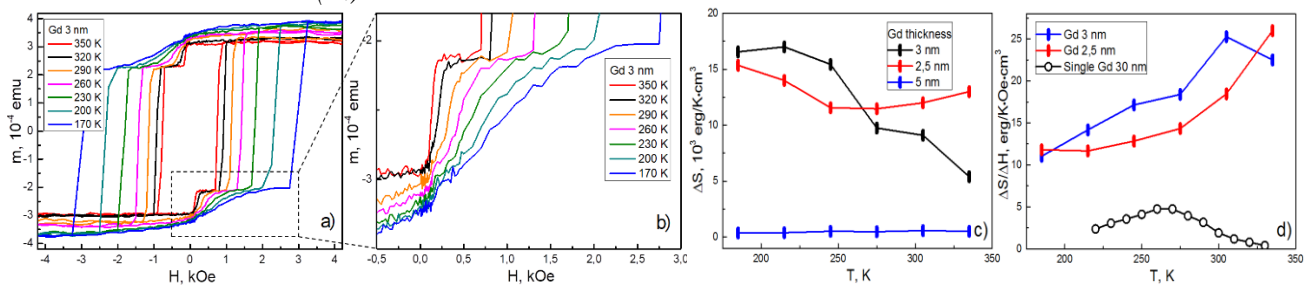 Gd 3 nm
350 K
320 K
290 K
260 K
230 K
200 K
170 K
m, 10⁻⁴ emu
4
3
2
1
0
-1
-2
-3
-4
-4 -3 -2 -1 0 1 2 3 4
H, kOe
a)
m, 10⁻⁴ emu
-2
-3
Gd 3 nm
350 K
320 K
290 K
260 K
230 K
200 K
170 K
b)
-0,5 0,0 0,5 1,0 1,5 2,0 2,5 3,0
H, kOe
ΔS, 10³ erg/K·cm³
20
15
10
5
0
Gd thickness
3 nm
2,5 nm
5 nm
c)
200 250 300 350
T, K
ΔS/ΔH, erg/K·Oe·cm³
25
20
15
10
5
0
Gd 3 nm
Gd 2,5 nm
Single Gd 30 nm
d)
200 250 300 350
T, K